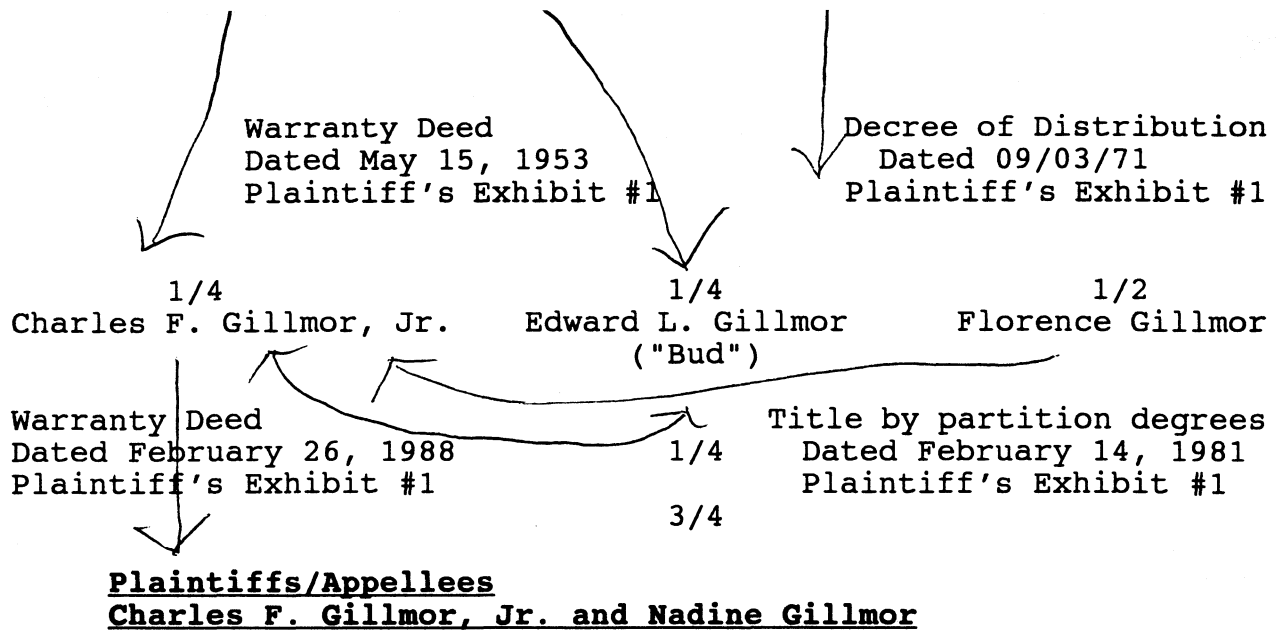 Warranty Deed
Dated May 15, 1953
Plaintiff's Exhibit #1
Decree of Distribution
Dated 09/03/71
Plaintiff's Exhibit #1
1/4
Charles F. Gillmor, Jr.
1/4
Edward L. Gillmor
("Bud")
1/2
Florence Gillmor
Warranty Deed
Dated February 26, 1988
Plaintiff's Exhibit #1
1/4
3/4
Title by partition degrees
Dated February 14, 1981
Plaintiff's Exhibit #1
Plaintiffs/Appellees
Charles F. Gillmor, Jr. and Nadine Gillmor